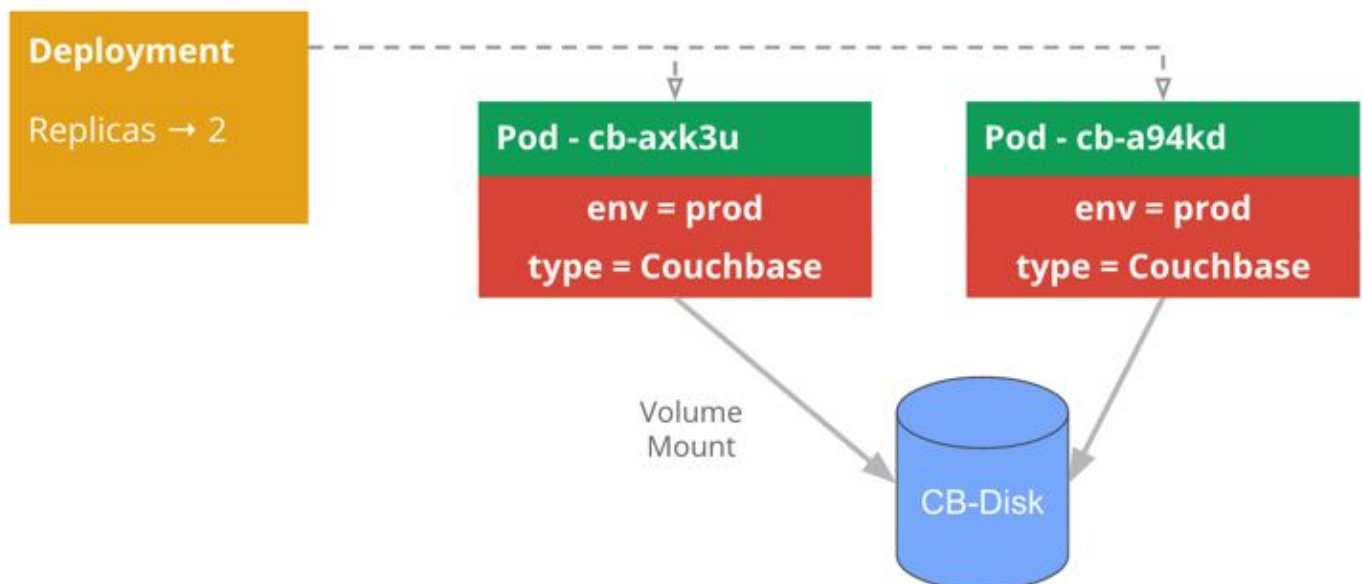 Deployment
Replicas → 2
Pod - cb-axk3u
env = prod
type = Couchbase
Pod - cb-a94kd
env = prod
type = Couchbase
Volume
Mount
CB-Disk